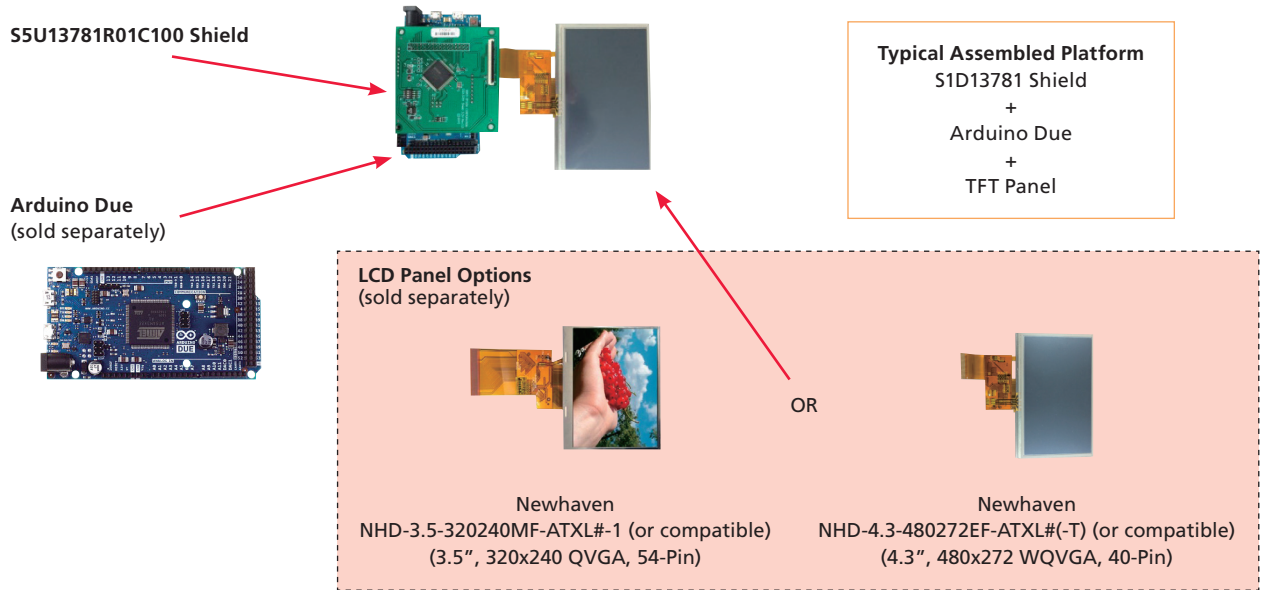 S5U13781R01C100 Shield
Typical Assembled Platform
S1D13781 Shield
+
Arduino Due
+
TFT Panel
Arduino Due
(sold separately)
ARDUINO
DUE
LCD Panel Options
(sold separately)
OR
Newhaven
NHD-3.5-320240MF-ATXL#-1 (or compatible)
(3.5”, 320x240 QVGA, 54-Pin)
Newhaven
NHD-4.3-480272EF-ATXL#(-T) (or compatible)
(4.3”, 480x272 WQVGA, 40-Pin)